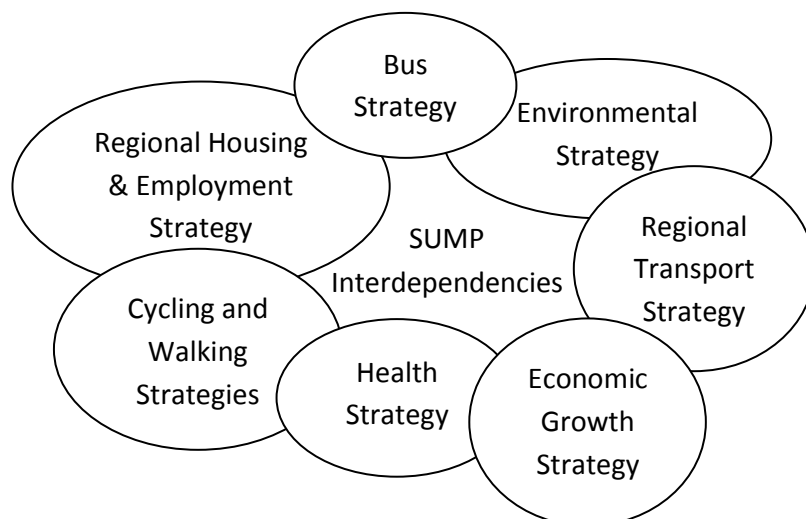 Bus
Strategy
Environmental
Strategy
Regional Housing
& Employment
Strategy
SUMP
Interdependencies
Regional
Transport
Strategy
Cycling and
Walking
Strategies
Health
Strategy
Economic
Growth
Strategy